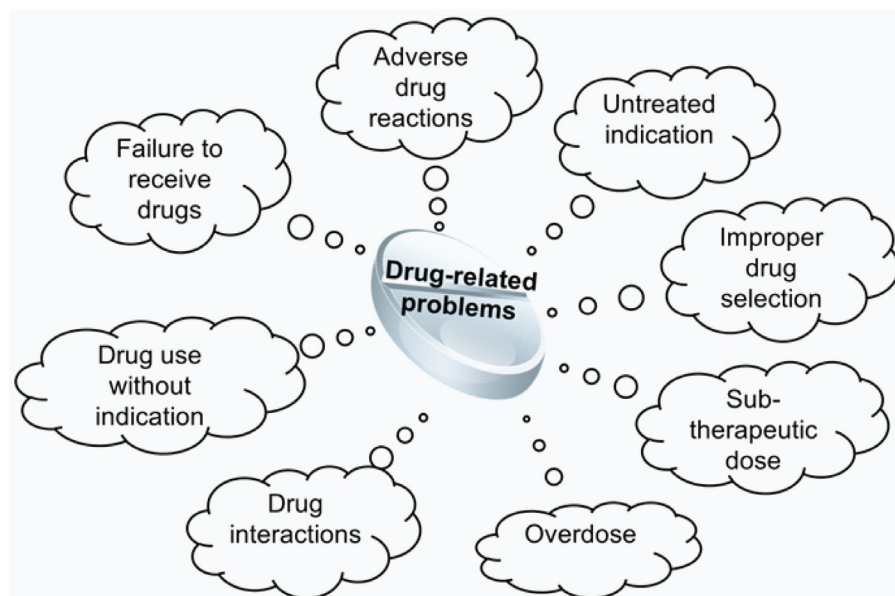 Adverse
drug
reactions
Untreated
indication
Failure to
receive
drugs
Improper
drug
selection
Drug-related
problems
Drug use
without
indication
Sub-
therapeutic
dose
Drug
interactions
Overdose